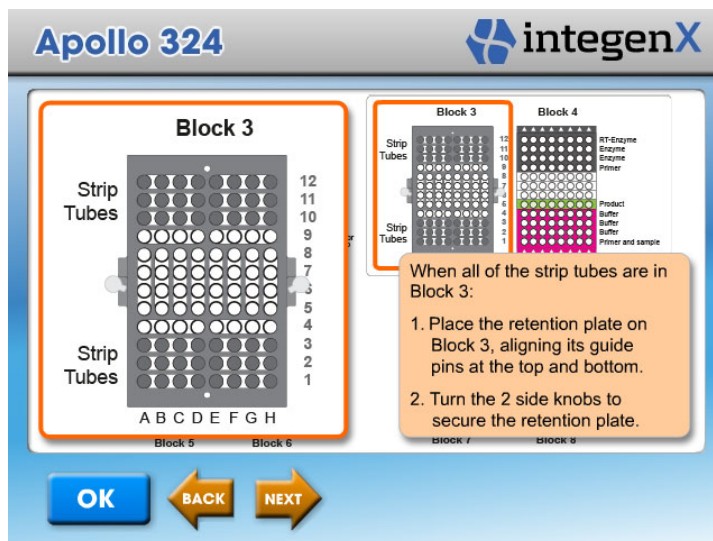 Apollo 324
integenX
Block 3
Strip
Tubes
12
11
10
9
8
7
6
5
4
Strip
Tubes
3
2
1
A B C D E F G H
Block 3
Block 4
Strip
Tubes
12
11
10
9
8
7
5
4
3
2
1
Strip
Tubes
RT-Enzyme
Enzyme
Enzyme
Primer
Product
Buffer
Buffer
Buffer
Primer and sample
When all of the strip tubes are in
Block 3:
1. Place the retention plate on
Block 3, aligning its guide
pins at the top and bottom.
2. Turn the 2 side knobs to
secure the retention plate.
Block 5
Block 6
Block 7
Block 8
OK
BACK
NEXT